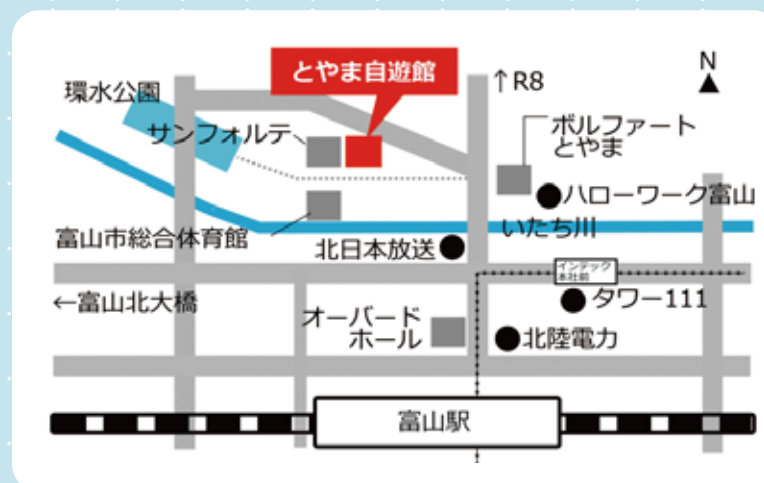 とやま自遊館
N
▲
↑R8
環水公園
サンフォルテ
ボルファート
とやま
ハローワーク富山
いたち川
富山市総合体育館
北日本放送
インテック
本社前
←富山北大橋
タワー111
オーバード
ホール
北陸電力
富山駅